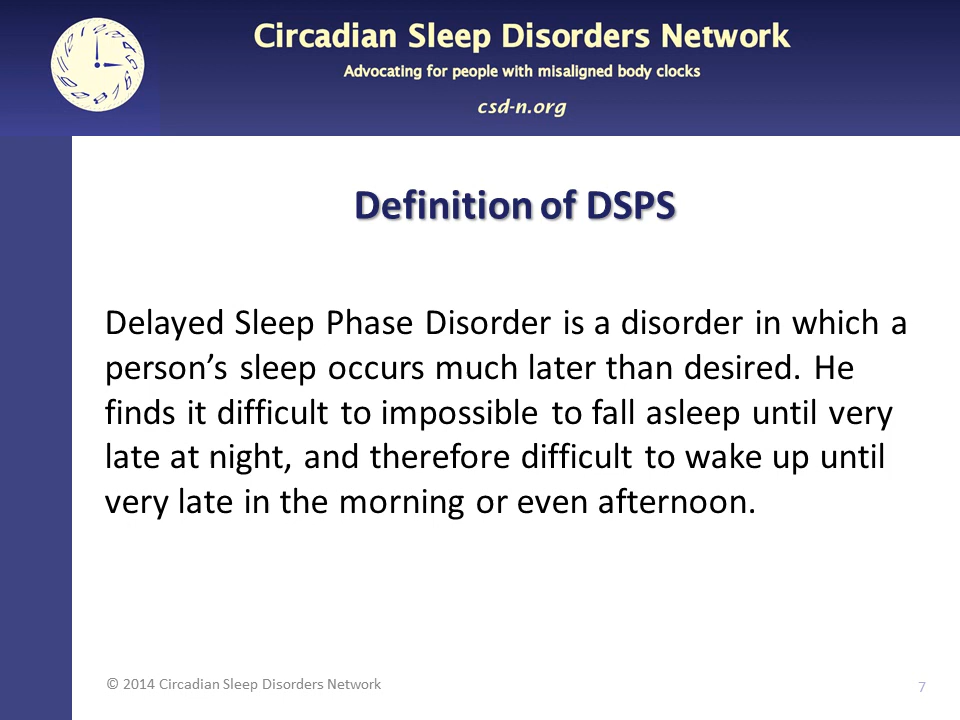 Circadian Sleep Disorders Network
Advocating for people with misaligned body clocks
csd-n.org
Definition of DSPS
Delayed Sleep Phase Disorder is a disorder in which a
person’s sleep occurs much later than desired. He
finds it difficult to impossible to fall asleep until very
late at night, and therefore difficult to wake up until
very late in the morning or even afternoon.
© 2014 Circadian Sleep Disorders Network
7